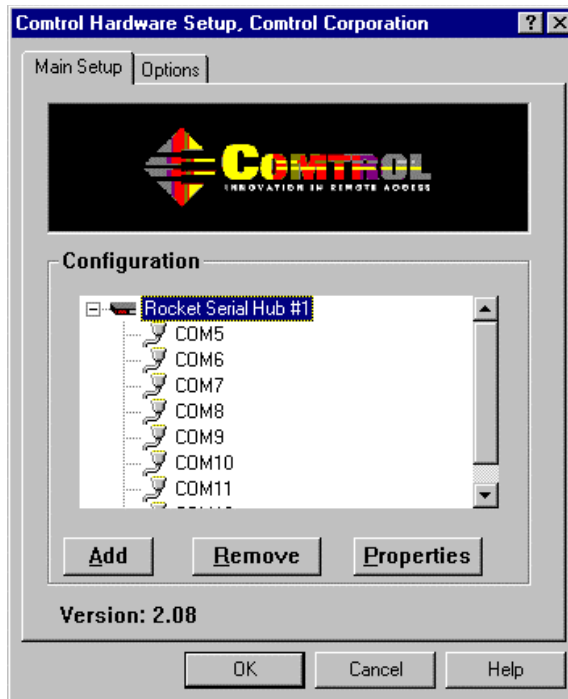 Comtrol Hardware Setup, Comtrol Corporation
Main Setup Options
COMTROL
INNOVATION IN REMOTE ACCESS
Configuration
Rocket Serial Hub #1
COM5
COM6
COM7
COM8
COM9
COM10
COM11
Add Remove Properties
Version: 2.08
OK Cancel Help